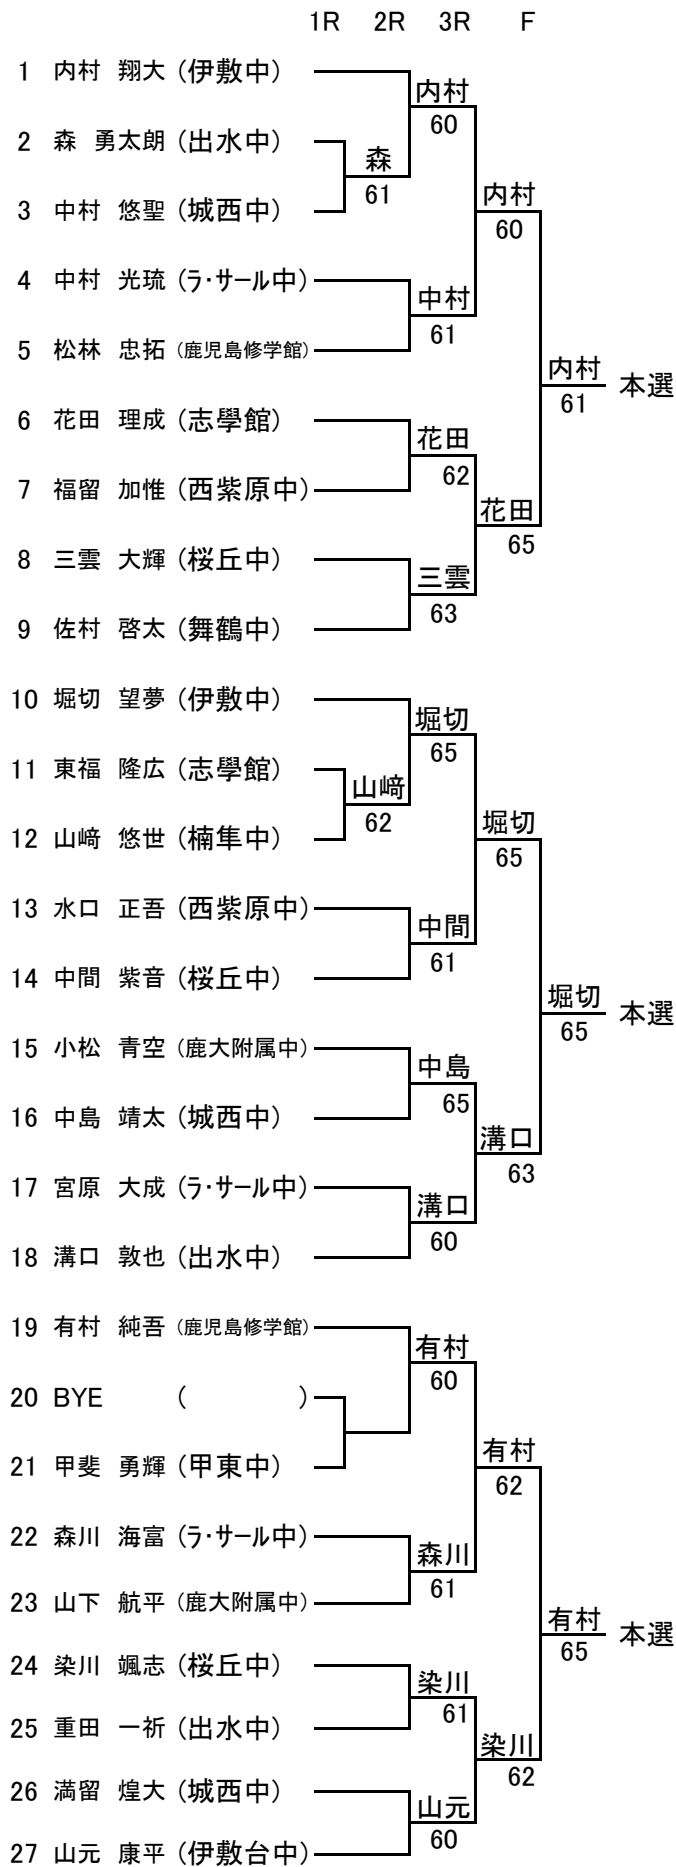 1R 2R 3R F
1 内村 翔大 (伊敷中)
内村
60
2 森 勇太朗 (出水中)
森
61
内村
60
3 中村 悠聖 (城西中)
4 中村 光琉 (ラ・サール中)
中村
61
5 松林 忠拓 (鹿児島修学館)
内村 本選
61
6 花田 理成 (志學館)
花田
62
7 福留 加惟 (西紫原中)
花田
65
8 三雲 大輝 (桜丘中)
三雲
63
9 佐村 啓太 (舞鶴中)
10 堀切 望夢 (伊敷中)
堀切
65
11 東福 隆広 (志學館)
山﨑
62
堀切
65
12 山﨑 悠世 (楠隼中)
13 水口 正吾 (西紫原中)
中間
61
14 中間 紫音 (桜丘中)
堀切 本選
65
15 小松 青空 (鹿大附属中)
中島
65
16 中島 靖太 (城西中)
溝口
63
17 宮原 大成 (ラ・サール中)
溝口
60
18 溝口 敦也 (出水中)
19 有村 純吾 (鹿児島修学館)
有村
60
20 BYE ( )
有村
62
21 甲斐 勇輝 (甲東中)
22 森川 海富 (ラ・サール中)
森川
61
23 山下 航平 (鹿大附属中)
有村 本選
65
24 染川 颯志 (桜丘中)
染川
61
25 重田 一祈 (出水中)
染川
62
26 満留 煌大 (城西中)
山元
60
27 山元 康平 (伊敷台中)